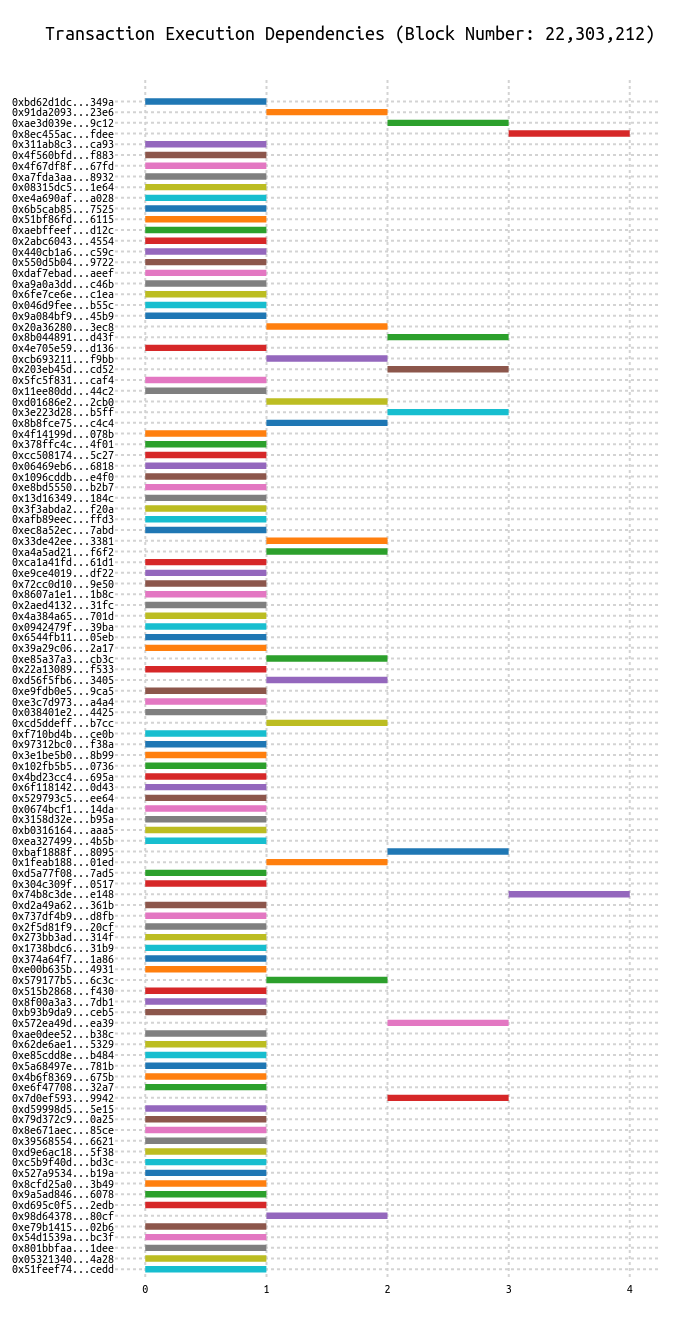 Transaction Execution Dependencies (Block Number: 22,303,212)
0xbd62d1dc...349a
0x91da2093...23e6
0xae3d039e...9c12
0x8ec455ac...fdee
0x311ab8c3...ca93
0x4f560bfd...f883
0x4f67df8f...67fd
0xa7fda3aa...8932
0x08315dc5...1e64
0xe4a690af...a028
0x6b5cab85...7525
0x51bf86fd...6115
0xaebffeef...d12c
0x2abc6043...4554
0x440cb1a6...c59c
0x550d5b04...9722
0xdaf7ebad...aeef
0xa9a0a3dd...c46b
0x6fe7ce6e...c1ea
0x046d9fee...b55c
0x9a084bf9...45b9
0x20a36280...3ec8
0x8b044891...d43f
0x4e705e59...d136
0xcb693211...f9bb
0x203eb45d...cd52
0x5fc5f831...caf4
0x11ee80dd...44c2
0xd01686e2...2cb0
0x3e223d28...b5ff
0x8b8fce75...c4c4
0x4f14199d...078b
0x378ffc4c...4f01
0xcc508174...5c27
0x06469eb6...6818
0x1096cddb...e4f0
0xe8bd5550...b2b7
0x13d16349...184c
0x3f3abda2...f20a
0xafb89eec...ffd3
0xec8a52ec...7abd
0x33de42ee...3381
0xa4a5ad21...f6f2
0xca1a41fd...61d1
0xe9ce4019...df22
0x72cc0d10...9e50
0x8607a1e1...1b8c
0x2aed4132...31fc
0x4a384a65...701d
0x0942479f...39ba
0x6544fb11...05eb
0x39a29c06...2a17
0xe85a37a3...cb3c
0x22a13089...f533
0xd56f5fb6...3405
0xe9fdb0e5...9ca5
0xe3c7d973...a4a4
0x038401e2...4425
0xcd5ddeff...b7cc
0xf710bd4b...ce0b
0x97312bc0...f38a
0x3e1be5b0...8b99
0x102fb5b5...0736
0x4bd23cc4...695a
0x6f118142...0d43
0x529793c5...ee64
0x0674bcf1...14da
0x3158d32e...b95a
0xb0316164...aaa5
0xea327499...4b5b
0xbaf1888f...8095
0x1feab188...01ed
0xd5a77f08...7ad5
0x304c309f...0517
0x74b8c3de...e148
0xd2a49a62...361b
0x737df4b9...d8fb
0x2f5d81f9...20cf
0x273bb3ad...314f
0x1738bdc6...31b9
0x374a64f7...1a86
0xe00b635b...4931
0x579177b5...6c3c
0x515b2868...f430
0x8f00a3a3...7db1
0xb93b9da9...ceb5
0x572ea49d...ea39
0xae0dee52...b38c
0x62de6ae1...5329
0xe85cdd8e...b484
0x5a68497e...781b
0x4b6f8369...675b
0xe6f47708...32a7
0x7d0ef593...9942
0xd59998d5...5e15
0x79d372c9...0a25
0x8e671aec...85ce
0x39568554...6621
0xd9e6ac18...5f38
0xc5b9f40d...bd3c
0x527a9534...b19a
0x8cfd25a0...3b49
0x9a5ad846...6078
0xd695c0f5...2edb
0x98d64378...80cf
0xe79b1415...02b6
0x54d1539a...bc3f
0x801bbfaa...1dee
0x05321340...4a28
0x51feef74...cedd
0 1 2 3 4